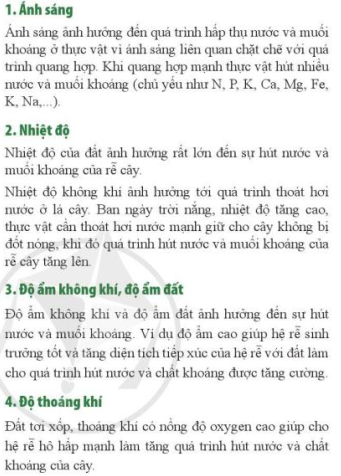 1. Ánh sáng
Ánh sáng ảnh hưởng đến quá trình hấp thụ nước và muối
khoáng ở thực vật vì ánh sáng liên quan chặt chẽ với quá
trình quang hợp. Khi quang hợp mạnh thực vật hút nhiều
nước và muối khoáng (chủ yếu như N, P, K, Ca, Mg, Fe,
K, Na,...).
2. Nhiệt độ
Nhiệt độ của đất ảnh hưởng rất lớn đến sự hút nước và
muối khoáng của rễ cây.
Nhiệt độ không khí ảnh hưởng tới quá trình thoát hơi
nước ở lá cây. Ban ngày trời nắng, nhiệt độ tăng cao,
thực vật cần thoát hơi nước mạnh giữ cho cây không bị
đốt nóng, khi đó quá trình hút nước và muối khoáng của
rễ cây tăng lên.
3. Độ ẩm không khí, độ ẩm đất
Độ ẩm không khí và độ ẩm đất ảnh hưởng đến sự hút
nước và muối khoáng. Ví dụ độ ẩm cao giúp hệ rễ sinh
trưởng tốt và tăng diện tích tiếp xúc của hệ rễ với đất làm
cho quá trình hút nước và chất khoáng được tăng cường.
4. Độ thoáng khí
Đất tơi xốp, thoáng khí có nồng độ oxygen cao giúp cho
hệ rễ hô hấp mạnh làm tăng quá trình hút nước và chất
khoáng của cây.